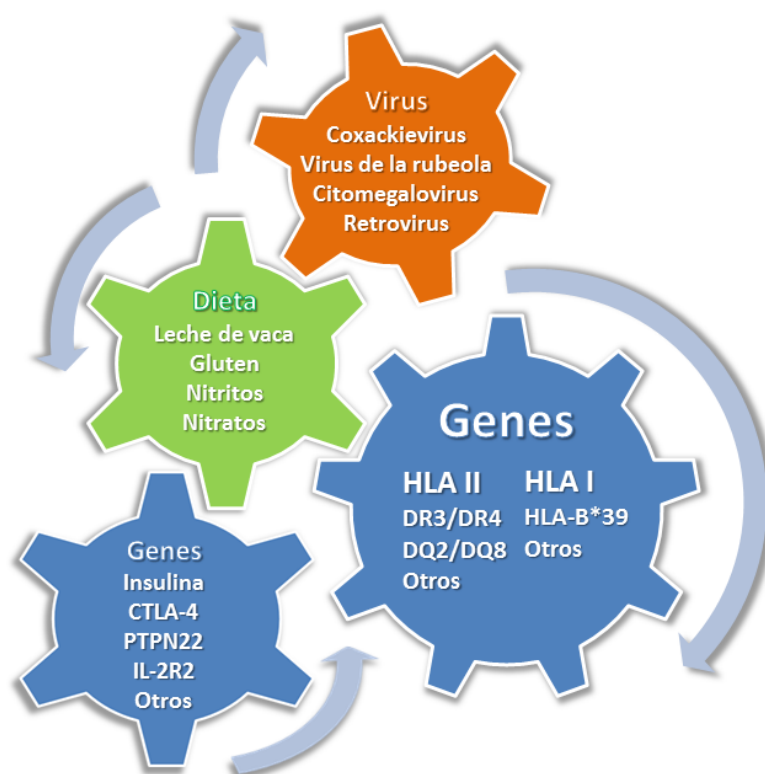 Virus
Coxackievirus
Virus de la rubeola
Citomegalovirus
Retrovirus
Dieta
Leche de vaca
Gluten
Nitritos
Nitratos
Genes
HLA II
DR3/DR4
DQ2/DQ8
Otros
HLA I
HLA-B*39
Otros
Genes
Insulina
CTLA-4
PTPN22
IL-2R2
Otros